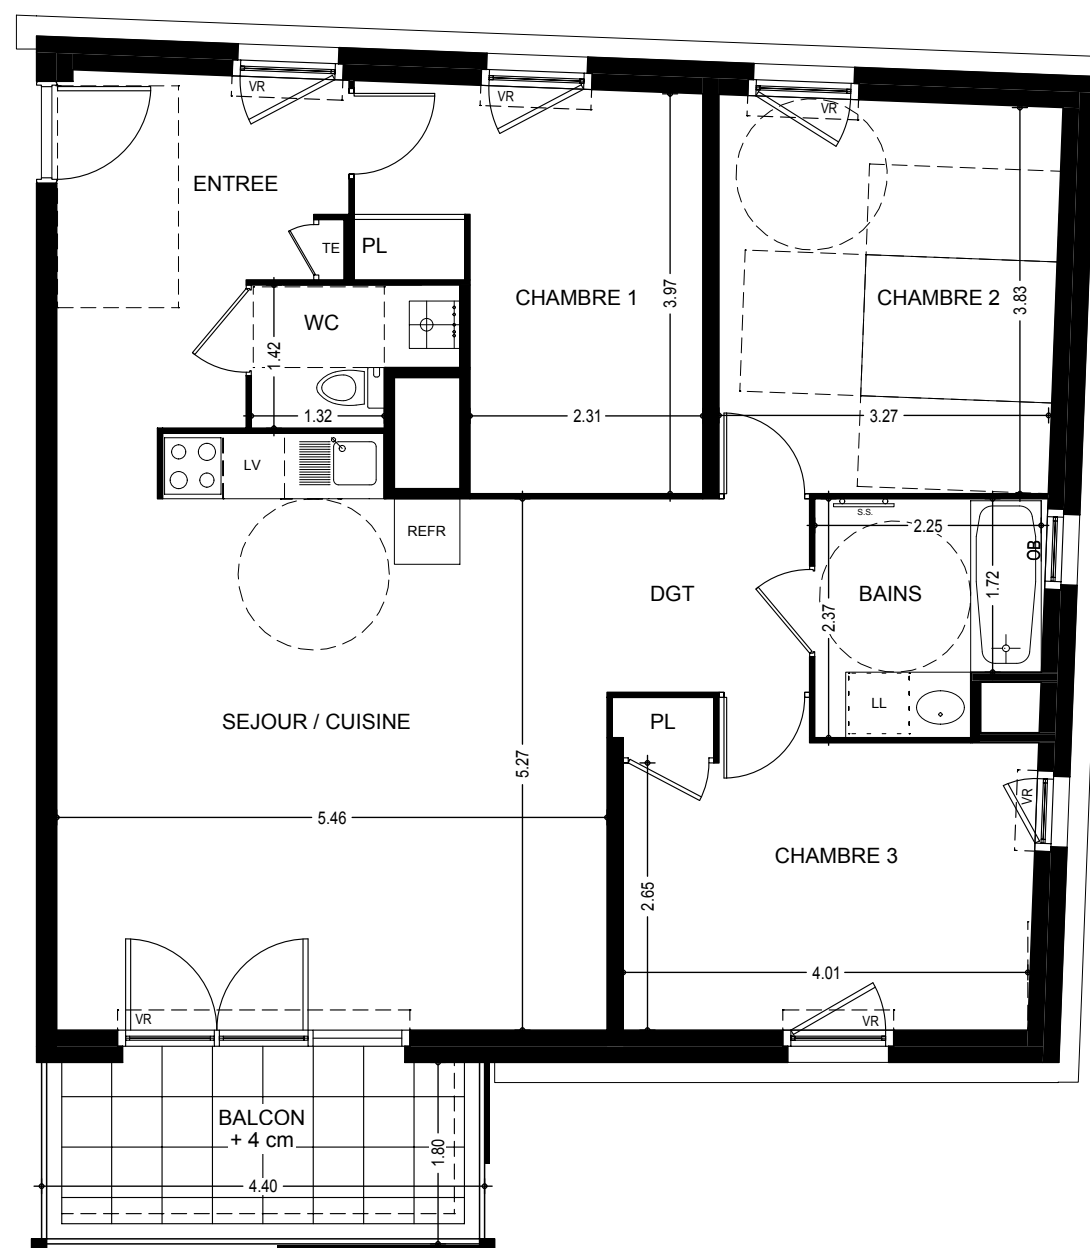 VR
VR
VR
ENTREE
TE
PL
CHAMBRE 1
3.97
CHAMBRE 2
3.83
WC
1.42
1.32
2.31
3.27
LV
REFR
S.S.
2.25
OB
DGT
BAINS
1.72
2.37
LL
SEJOUR / CUISINE
PL
5.27
VR
5.46
CHAMBRE 3
2.65
4.01
VR
VR
BALCON
+ 4 cm
1.80
4.40